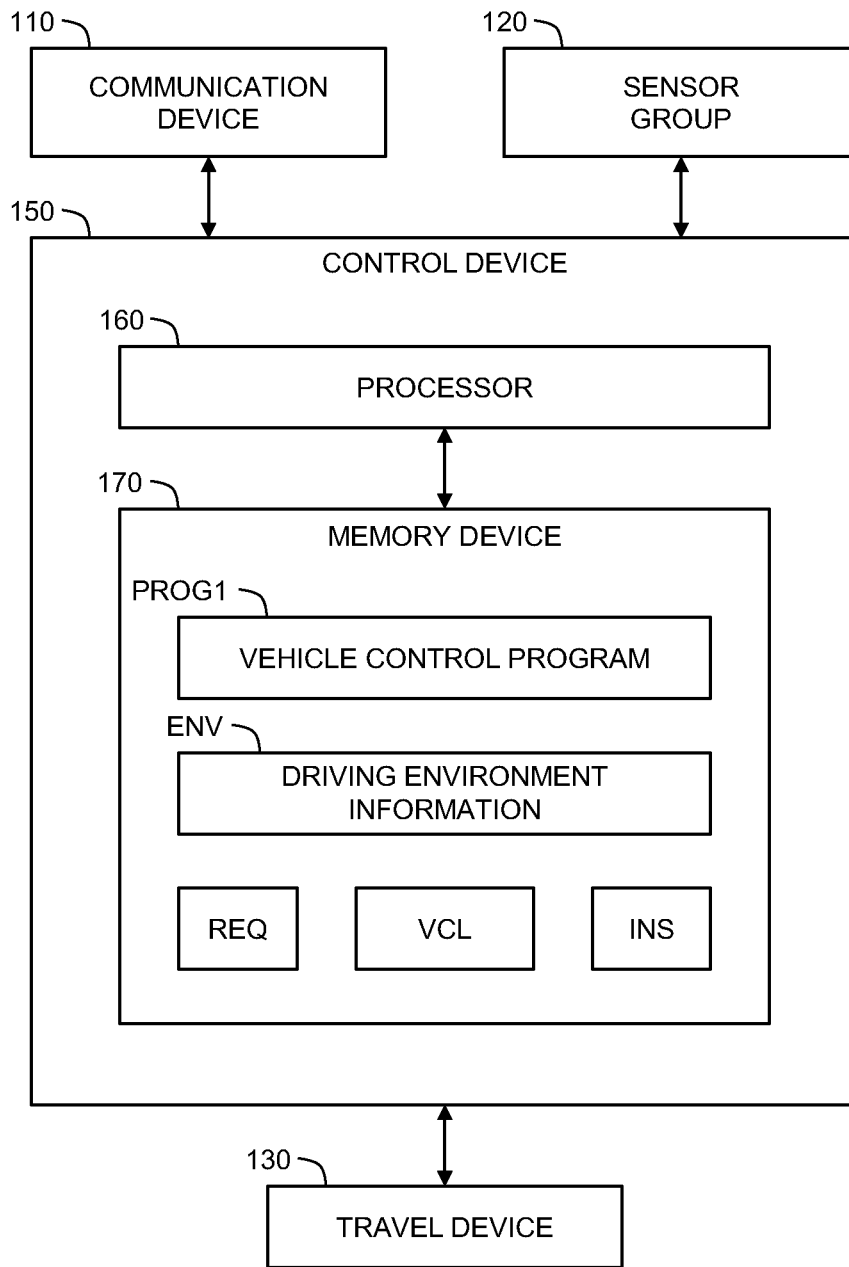 110
120
COMMUNICATION
DEVICE
SENSOR
GROUP
150
CONTROL DEVICE
160
PROCESSOR
170
MEMORY DEVICE
PROG1
VEHICLE CONTROL PROGRAM
ENV
DRIVING ENVIRONMENT
INFORMATION
REQ
VCL
INS
130
TRAVEL DEVICE